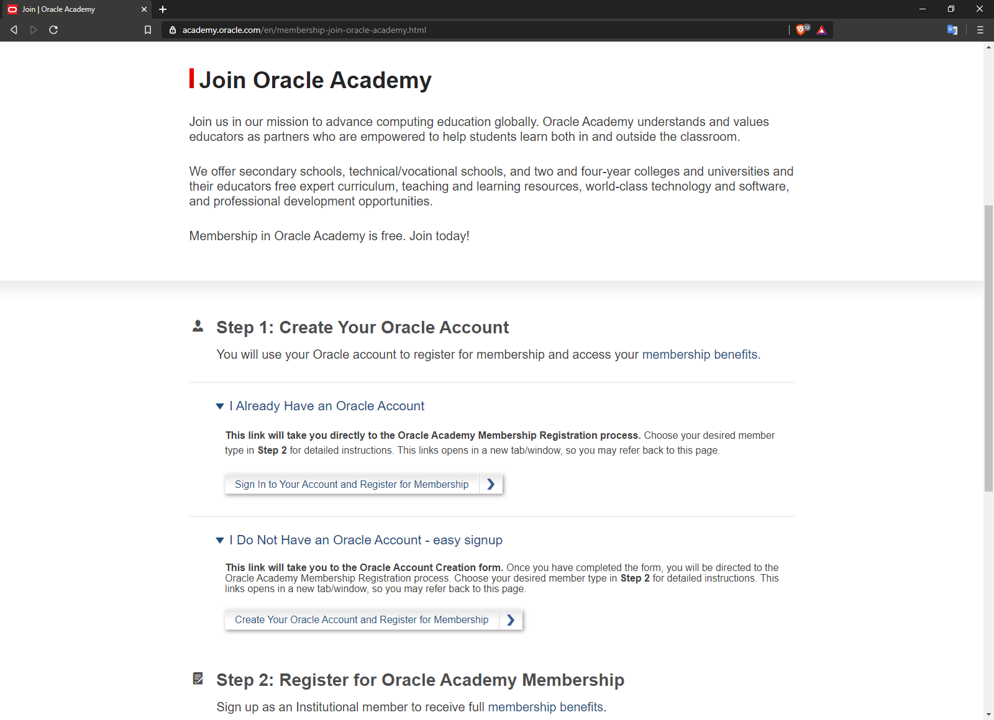 Join | Oracle Academy
academy.oracle.com/en/membership-join-oracle-academy.html
Join Oracle Academy
Join us in our mission to advance computing education globally. Oracle Academy understands and values
educators as partners who are empowered to help students learn both in and outside the classroom.
We offer secondary schools, technical/vocational schools, and two and four-year colleges and universities and
their educators free expert curriculum, teaching and learning resources, world-class technology and software,
and professional development opportunities.
Membership in Oracle Academy is free. Join today!
Step 1: Create Your Oracle Account
You will use your Oracle account to register for membership and access your membership benefits.
I Already Have an Oracle Account
This link will take you directly to the Oracle Academy Membership Registration process. Choose your desired member
type in Step 2 for detailed instructions. This links opens in a new tab/window, so you may refer back to this page.
Sign In to Your Account and Register for Membership
I Do Not Have an Oracle Account - easy signup
This link will take you to the Oracle Account Creation form. Once you have completed the form, you will be directed to the
Oracle Academy Membership Registration process. Choose your desired member type in Step 2 for detailed instructions. This
links opens in a new tab/window, so you may refer back to this page.
Create Your Oracle Account and Register for Membership
Step 2: Register for Oracle Academy Membership
Sign up as an Institutional member to receive full membership benefits.